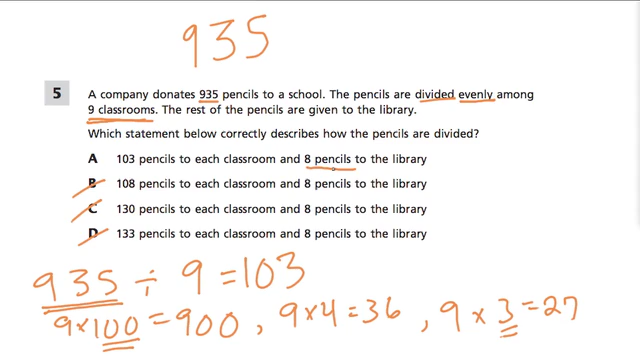 935
5 A company donates 935 pencils to a school. The pencils are divided evenly among
9 classrooms. The rest of the pencils are given to the library.
Which statement below correctly describes how the pencils are divided?
A 103 pencils to each classroom and 8 pencils to the library
B 108 pencils to each classroom and 8 pencils to the library
C 130 pencils to each classroom and 8 pencils to the library
D 133 pencils to each classroom and 8 pencils to the library
935 ÷ 9 = 103
9 × 100 = 900, 9 × 4 = 36, 9 × 3 = 27